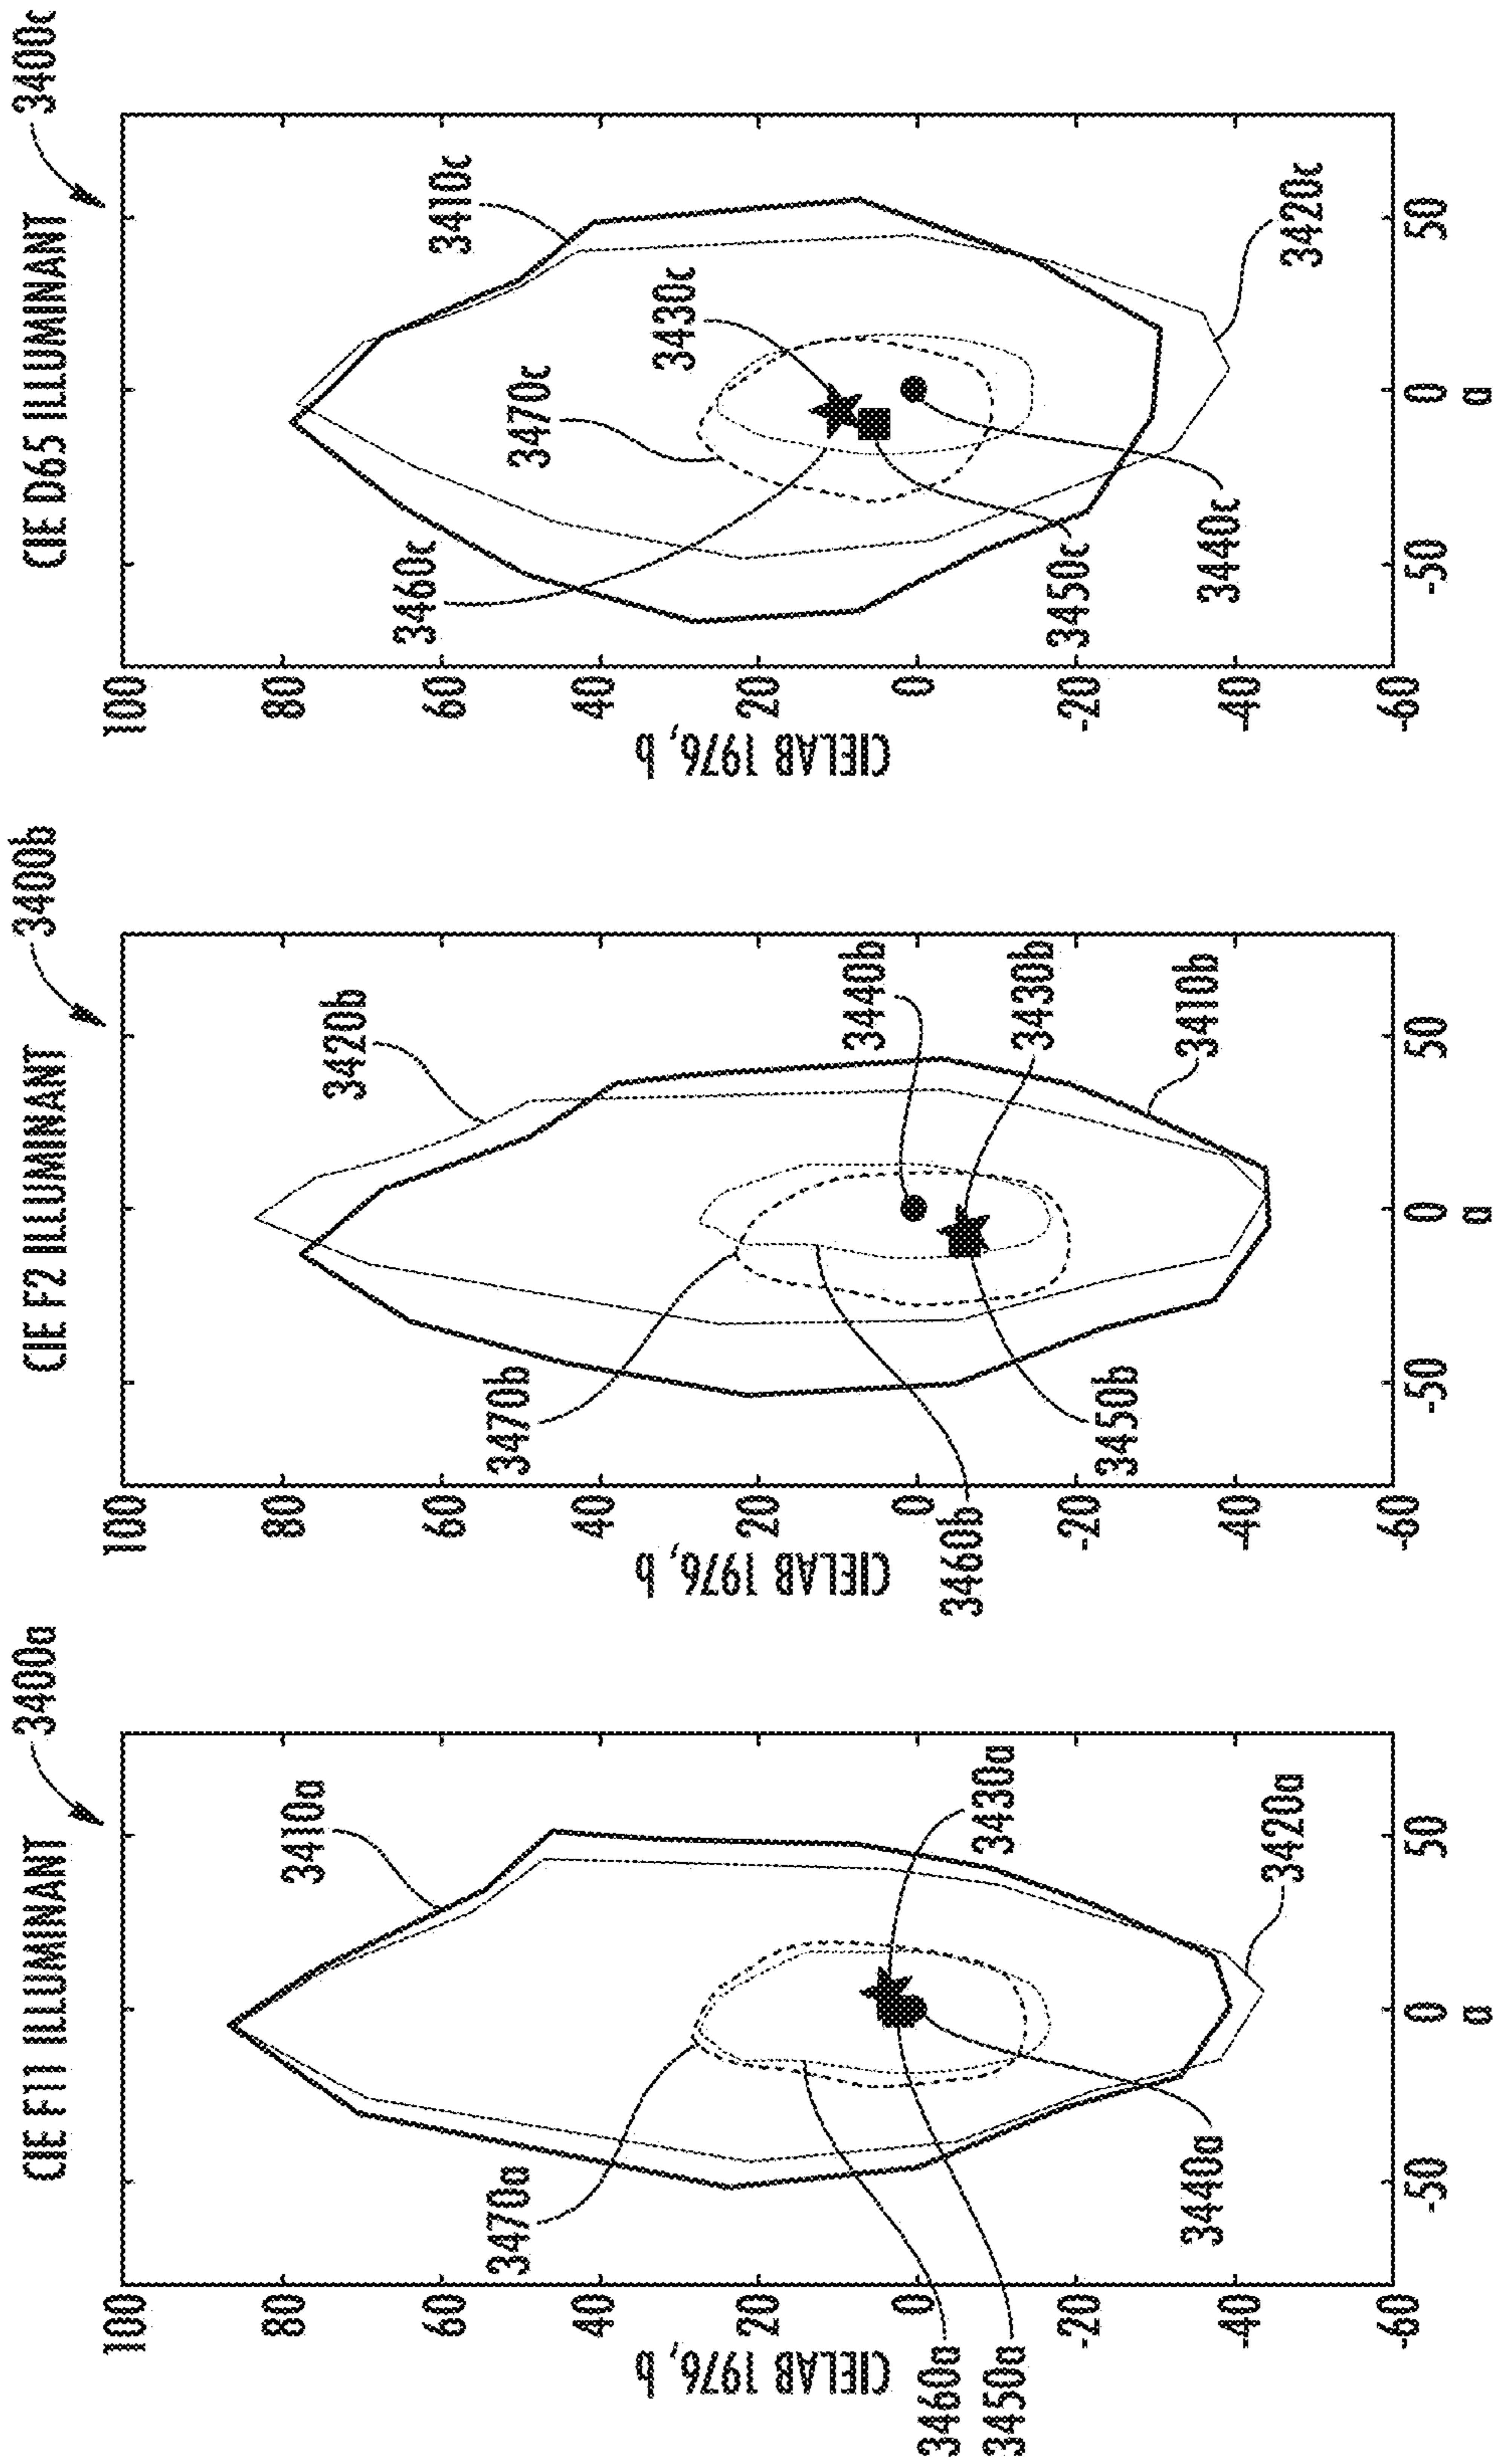 CIE F11 ILLUMINANT
3400a
100
80
60
40
20
0
-20
-40
-60
CIELAB 1976, b
-50
0
50
a
3410a
3470a
3460a
3450a
3430a
3440a
3420a
CIE F2 ILLUMINANT
3400b
100
80
60
40
20
0
-20
-40
-60
CIELAB 1976, b
-50
0
50
a
3420b
3470b
3440b
3460b
3430b
3450b
3410b
CIE D65 ILLUMINANT
3400c
100
80
60
40
20
0
-20
-40
-60
CIELAB 1976, b
-50
0
50
a
3460c
3410c
3470c
3430c
3450c
3440c
3420c